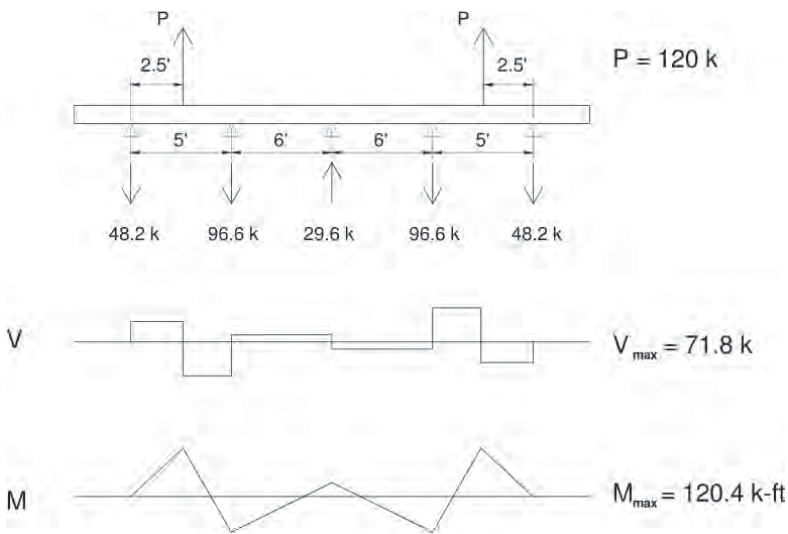 P P
P = 120 k
2.5' 2.5'
5' 6' 6' 5'
48.2 k 96.6 k 29.6 k 96.6 k 48.2 k
V
V max = 71.8 k
M
M max = 120.4 k-ft